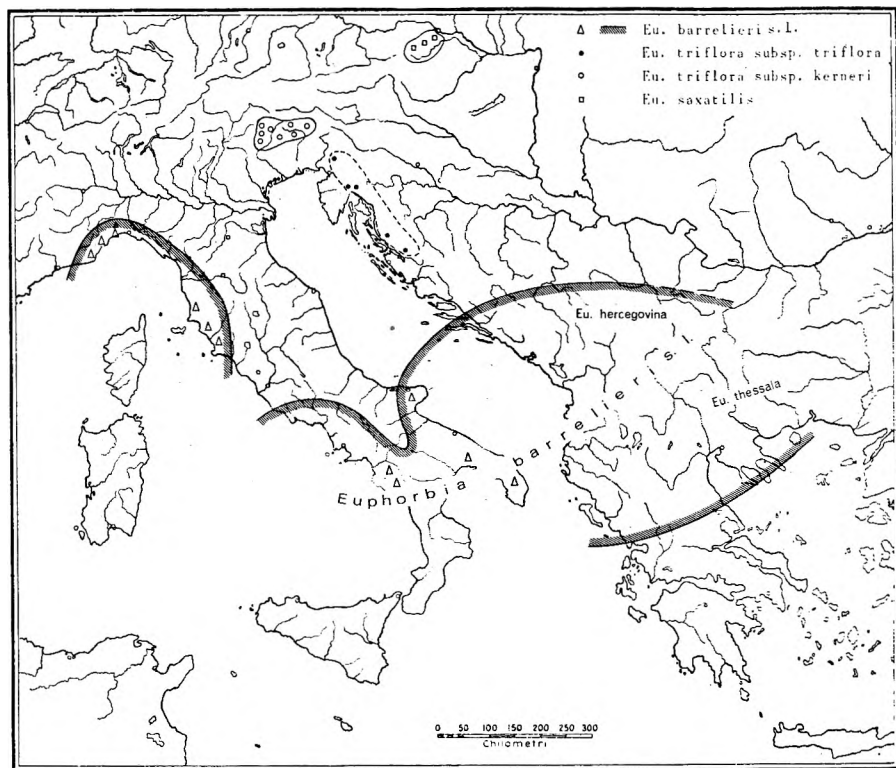 Eu. barrelieri s.l.
Eu. triflora subsp. triflora
Eu. triflora subsp. kerneri
Eu. saxatilis
Eu. hercegovina
Eu. thessala
Euphorbia barrelieri s.l.
0 50 100 150 200 250 300
Chilometri